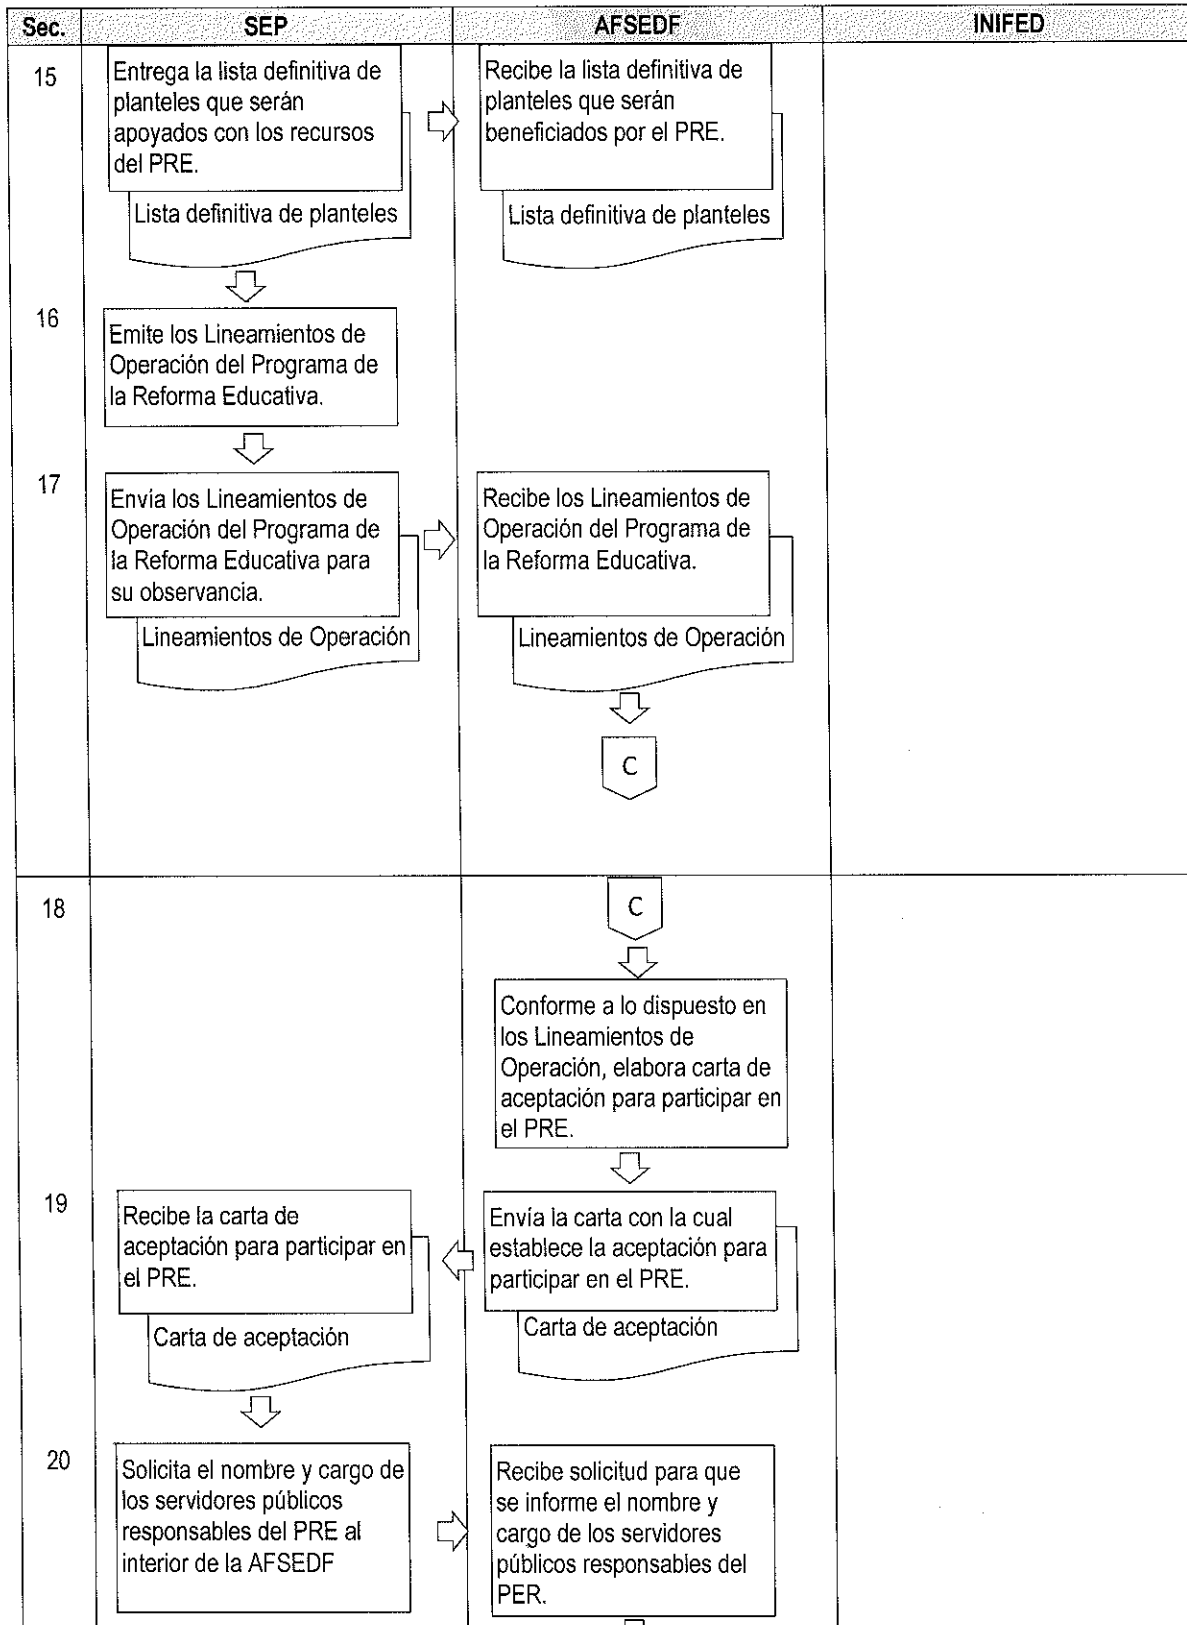 Sec. SEP AFSEDF INIFED
15
Entrega la lista definitiva de
planteles que serán
apoyados con los recursos
del PRE.
Lista definitiva de planteles
Recibe la lista definitiva de
planteles que serán
beneficiados por el PRE.
Lista definitiva de planteles
16
Emite los Lineamientos de
Operación del Programa de
la Reforma Educativa.
17
Envía los Lineamientos de
Operación del Programa de
la Reforma Educativa para
su observancia.
Lineamientos de Operación
Recibe los Lineamientos de
Operación del Programa de
la Reforma Educativa.
Lineamientos de Operación
C
18
C
Conforme a lo dispuesto en
los Lineamientos de
Operación, elabora carta de
aceptación para participar en
el PRE.
19
Recibe la carta de
aceptación para participar en
el PRE.
Carta de aceptación
Envía la carta con la cual
establece la aceptación para
participar en el PRE.
Carta de aceptación
20
Solicita el nombre y cargo de
los servidores públicos
responsables del PRE al
interior de la AFSEDF
Recibe solicitud para que
se informe el nombre y
cargo de los servidores
públicos responsables del
PER.